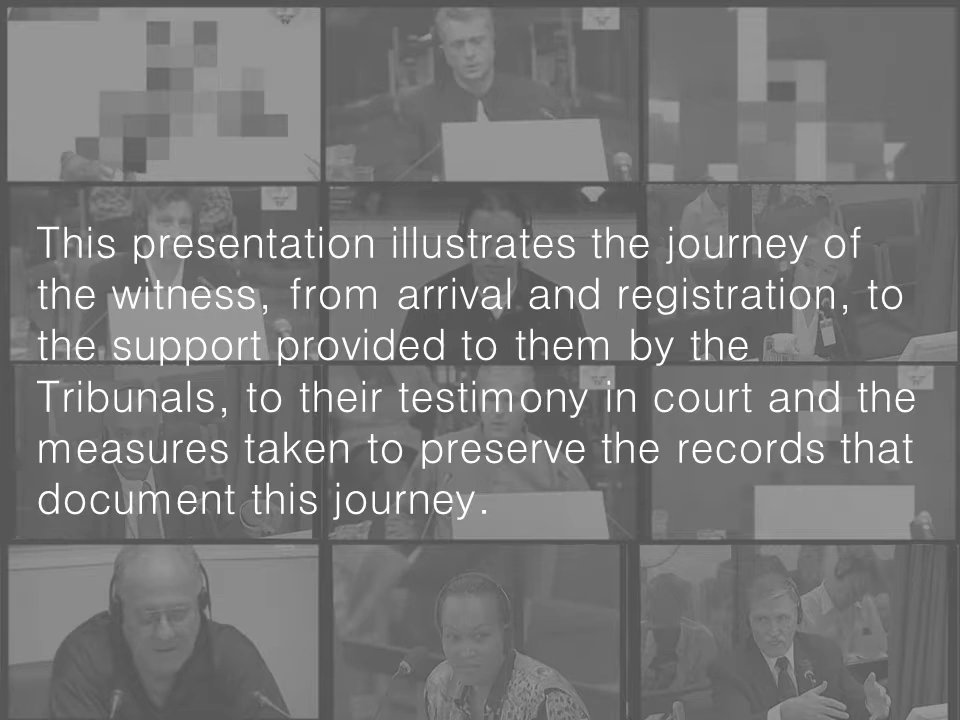 This presentation illustrates the journey of
the witness, from arrival and registration, to
the support provided to them by the
Tribunals, to their testimony in court and the
measures taken to preserve the records that
document this journey.